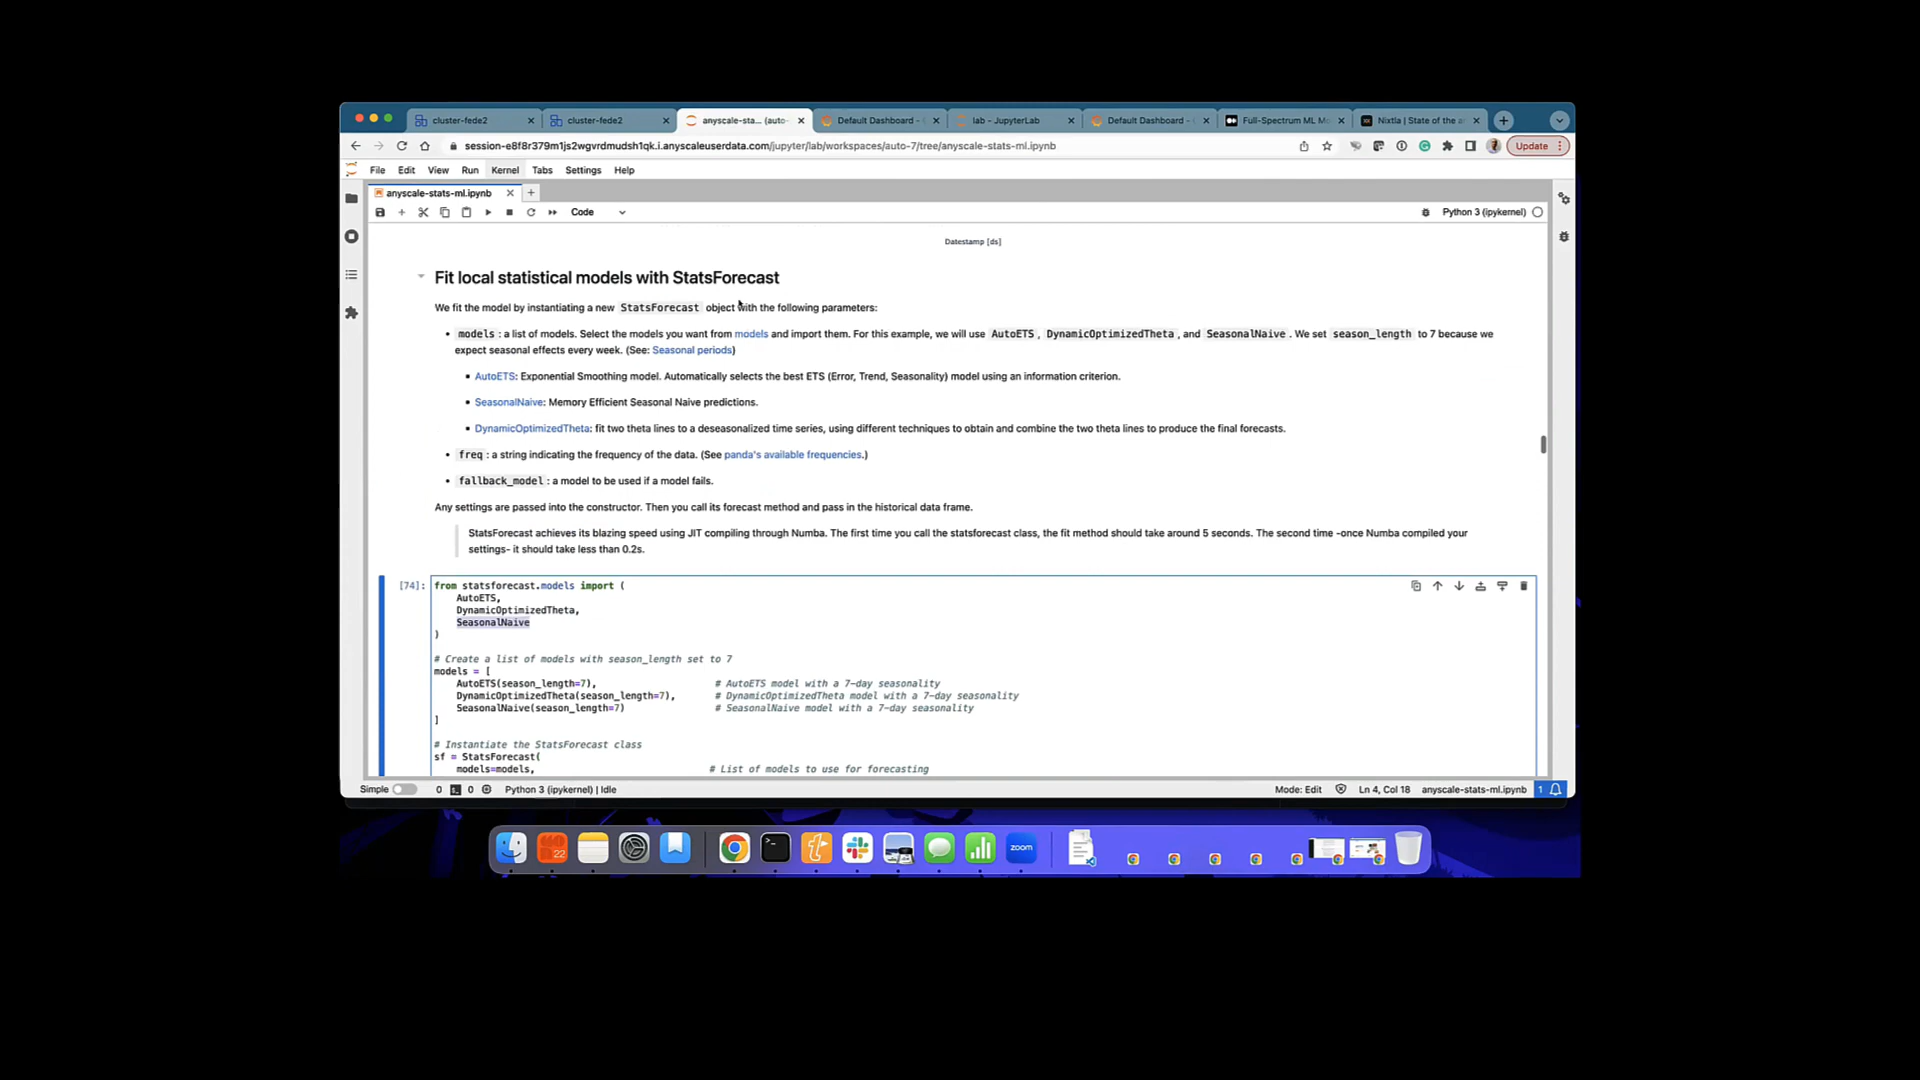 cluster-fede2
cluster-fede2
anyscale-sta... (auto-
Default Dashboard -
lab - JupyterLab
Default Dashboard -
Full-Spectrum ML M
Nixtla | State of the a
session-e8f8r379m1js2wgvrdmudsh1qk.i.anyscaleuserdata.com/jupyter/lab/workspaces/auto-7/tree/anyscale-stats-ml.ipynb
Update
File Edit View Run Kernel Tabs Settings Help
anyscale-stats-ml.ipynb
Code
Python 3 (ipykernel)
Datestamp [ds]
Fit local statistical models with StatsForecast
We fit the model by instantiating a new StatsForecast object with the following parameters:
• models : a list of models. Select the models you want from models and import them. For this example, we will use AutoETS , DynamicOptimizedTheta , and SeasonalNaive . We set season_length to 7 because we
expect seasonal effects every week. (See: Seasonal periods)
▪ AutoETS: Exponential Smoothing model. Automatically selects the best ETS (Error, Trend, Seasonality) model using an information criterion.
▪ SeasonalNaive: Memory Efficient Seasonal Naive predictions.
▪ DynamicOptimizedTheta: fit two theta lines to a deseasonalized time series, using different techniques to obtain and combine the two theta lines to produce the final forecasts.
• freq : a string indicating the frequency of the data. (See panda's available frequencies.)
• fallback_model : a model to be used if a model fails.
Any settings are passed into the constructor. Then you call its forecast method and pass in the historical data frame.
StatsForecast achieves its blazing speed using JIT compiling through Numba. The first time you call the statsforecast class, the fit method should take around 5 seconds. The second time -once Numba compiled your
settings- it should take less than 0.2s.
[74]: from statsforecast.models import (
AutoETS,
DynamicOptimizedTheta,
SeasonalNaive
)
# Create a list of models with season_length set to 7
models = [
AutoETS(season_length=7), # AutoETS model with a 7-day seasonality
DynamicOptimizedTheta(season_length=7), # DynamicOptimizedTheta model with a 7-day seasonality
SeasonalNaive(season_length=7) # SeasonalNaive model with a 7-day seasonality
]
# Instantiate the StatsForecast class
sf = StatsForecast(
models=models, # List of models to use for forecasting
Simple 0 0 Python 3 (ipykernel) | Idle Mode: Edit Ln 4, Col 18 anyscale-stats-ml.ipynb 1
22
zoom